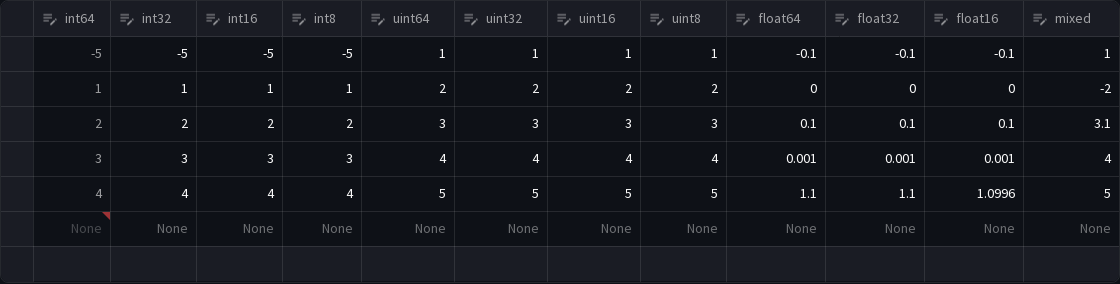 int64 int32 int16 int8 uint64 uint32 uint16 uint8 float64 float32 float16 mixed
-5 -5 -5 -5 1 1 1 1 -0.1 -0.1 -0.1 1
1 1 1 1 2 2 2 2 0 0 0 -2
2 2 2 2 3 3 3 3 0.1 0.1 0.1 3.1
3 3 3 3 4 4 4 4 0.001 0.001 0.001 4
4 4 4 4 5 5 5 5 1.1 1.1 1.0996 5
None None None None None None None None None None None None